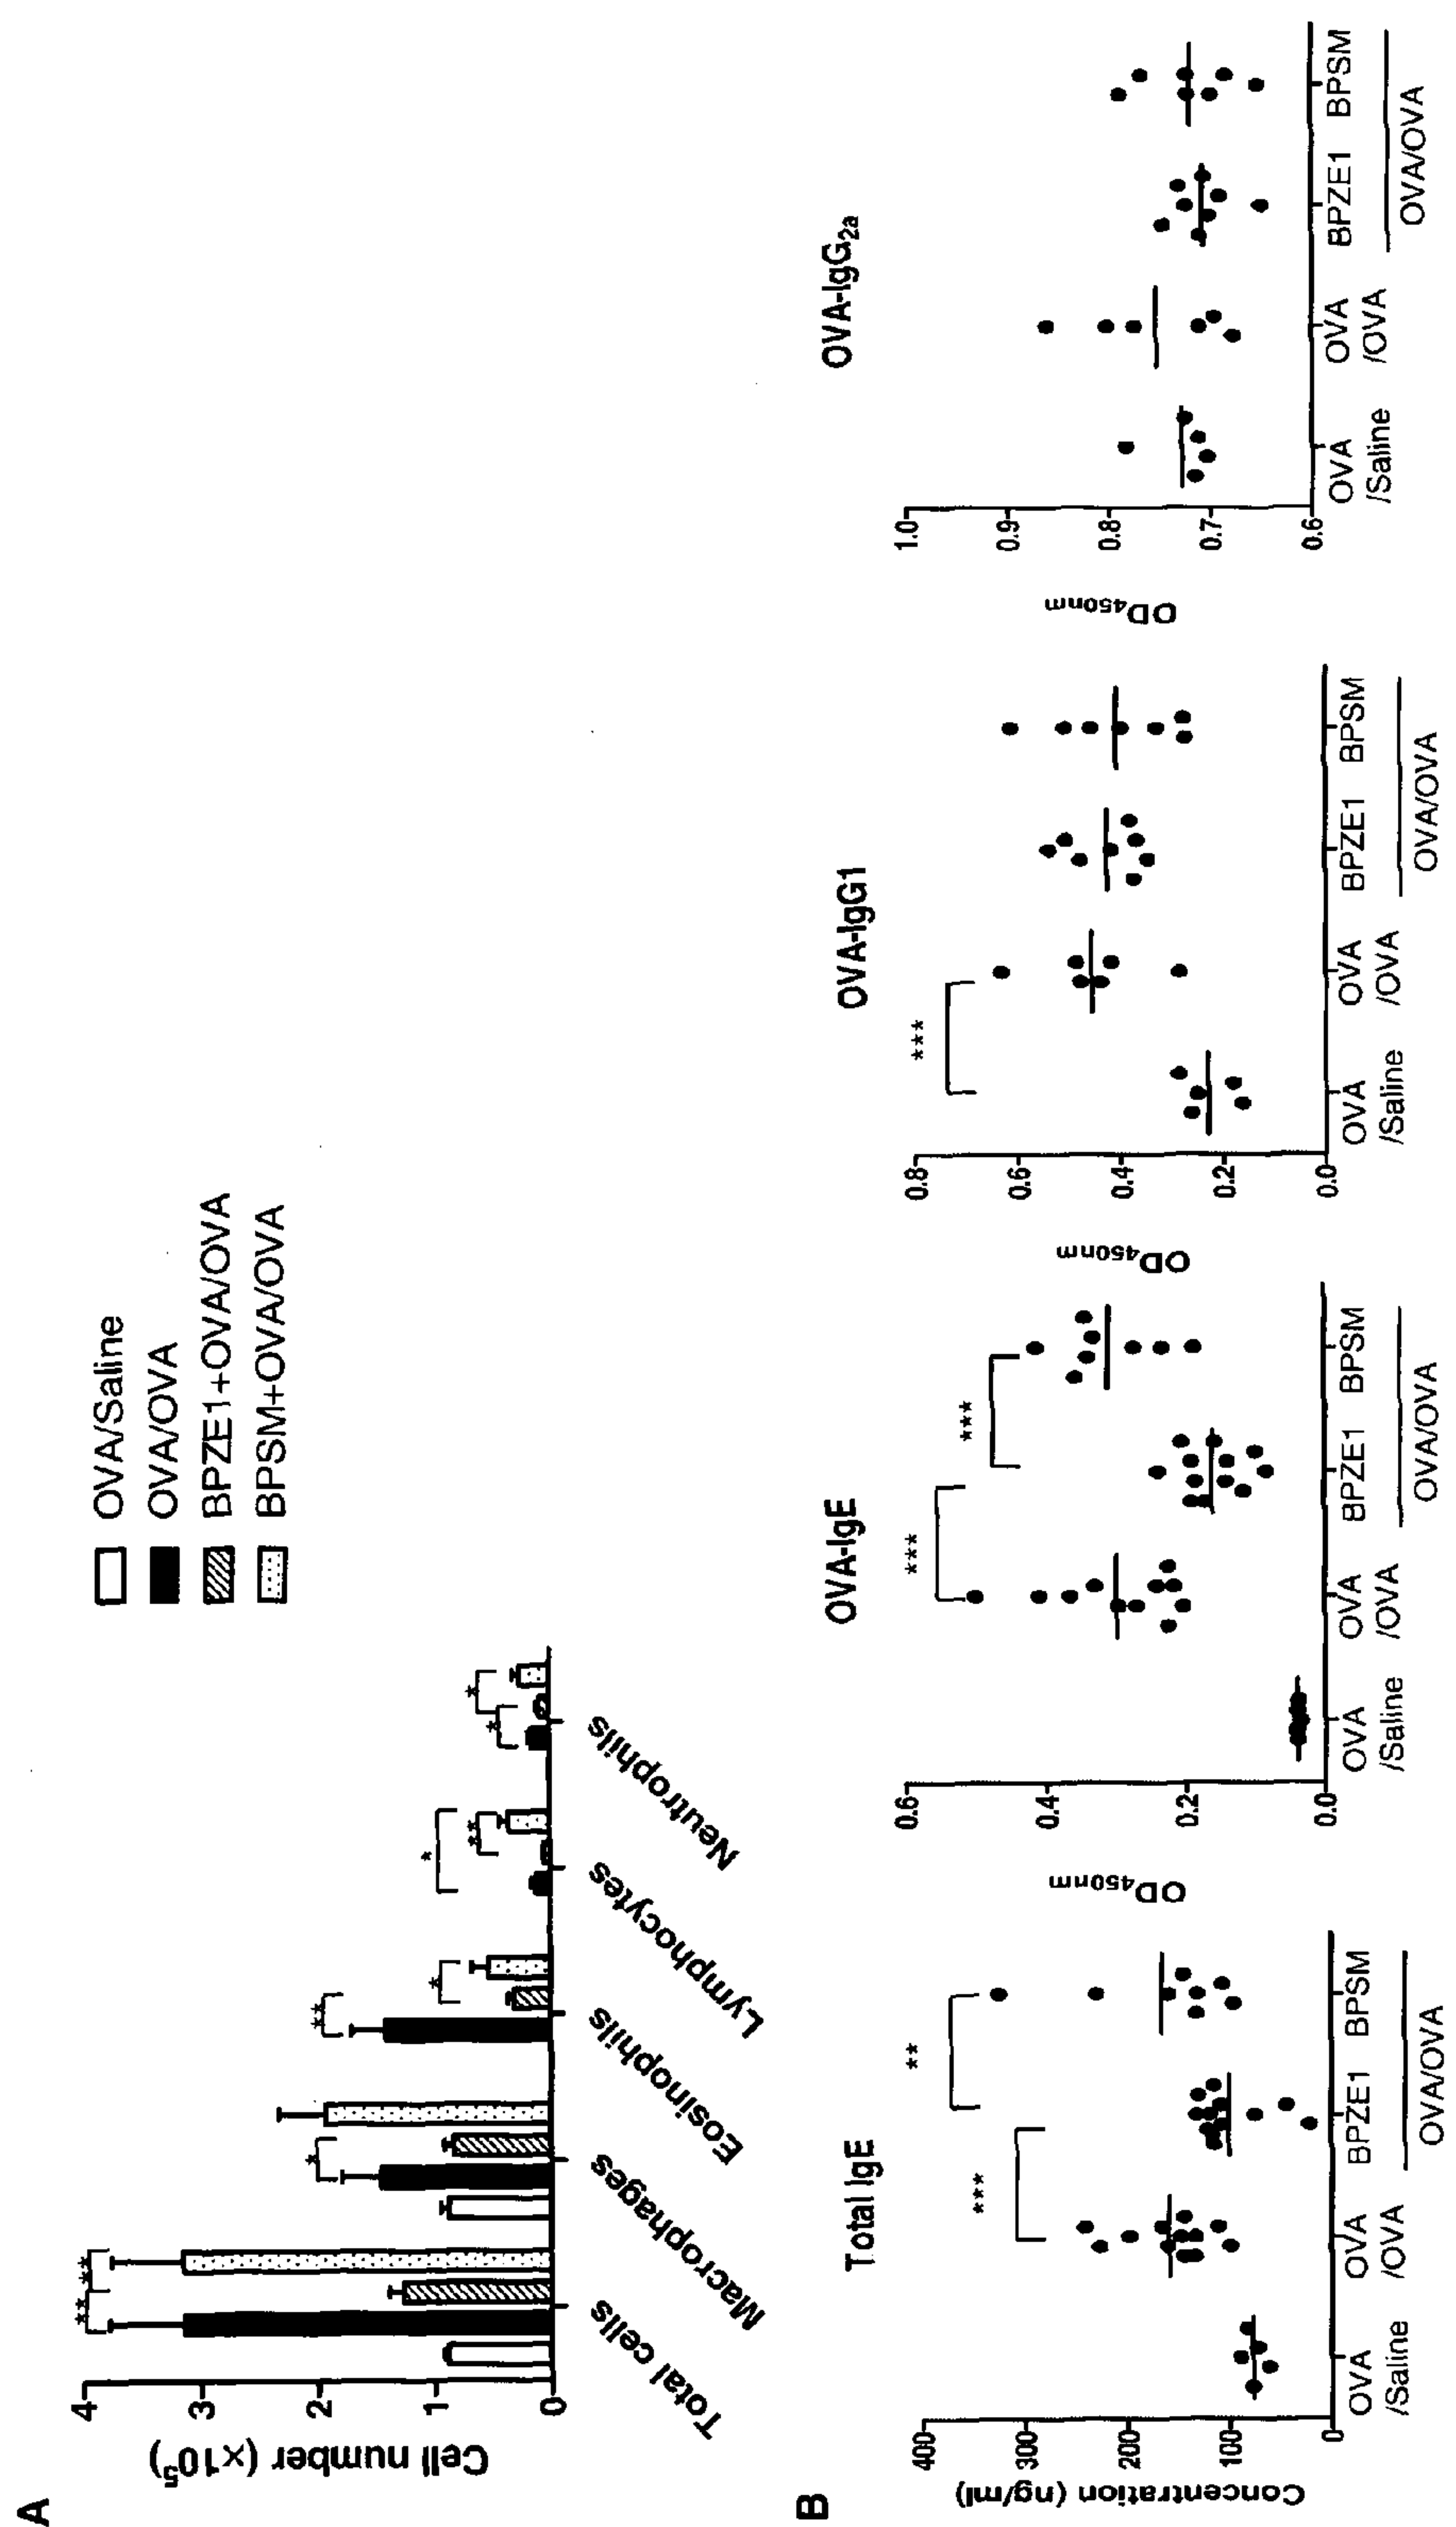 A
Cell number (×10⁵)
4
3
2
1
0
** **
*
** *
* **
* *
Total cells
Macrophages
Eosinophils
Lymphocytes
Neutrophils
OVA/Saline
OVA/OVA
BPZE1+OVA/OVA
BPSM+OVA/OVA
B
Total IgE
Concentration (ng/ml)
400
300
200
100
0
***
**
OVA
/Saline
OVA
/OVA
BPZE1
BPSM
OVA/OVA
OVA-IgE
OD450nm
0.6
0.4
0.2
0.0
***
***
OVA
/Saline
OVA
/OVA
BPZE1
BPSM
OVA/OVA
OVA-IgG1
OD450nm
0.8
0.6
0.4
0.2
0.0
***
OVA
/Saline
OVA
/OVA
BPZE1
BPSM
OVA/OVA
OVA-IgG2a
OD450nm
1.0
0.9
0.8
0.7
0.6
OVA
/Saline
OVA
/OVA
BPZE1
BPSM
OVA/OVA